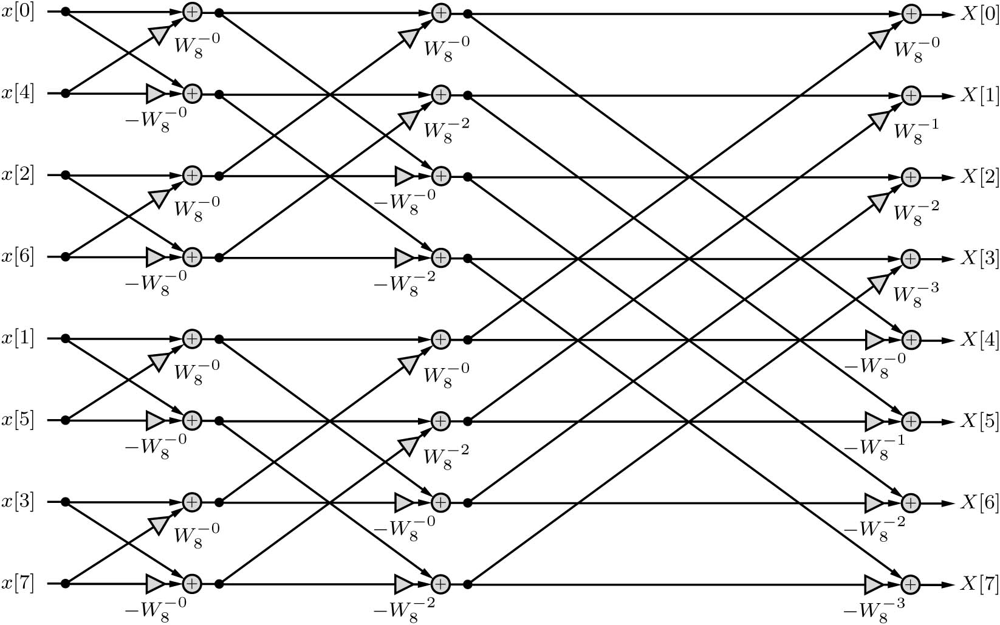 x[0] X[0]
W_8^{-0} W_8^{-0} W_8^{-0}
x[4] X[1]
-W_8^{-0} W_8^{-2} W_8^{-1}
x[2] X[2]
W_8^{-0} -W_8^{-0} W_8^{-2}
x[6] X[3]
-W_8^{-0} -W_8^{-2} W_8^{-3}
x[1] X[4]
W_8^{-0} W_8^{-0} -W_8^{-0}
x[5] X[5]
-W_8^{-0} W_8^{-2} -W_8^{-1}
x[3] X[6]
W_8^{-0} -W_8^{-0} -W_8^{-2}
x[7] X[7]
-W_8^{-0} -W_8^{-2} -W_8^{-3}